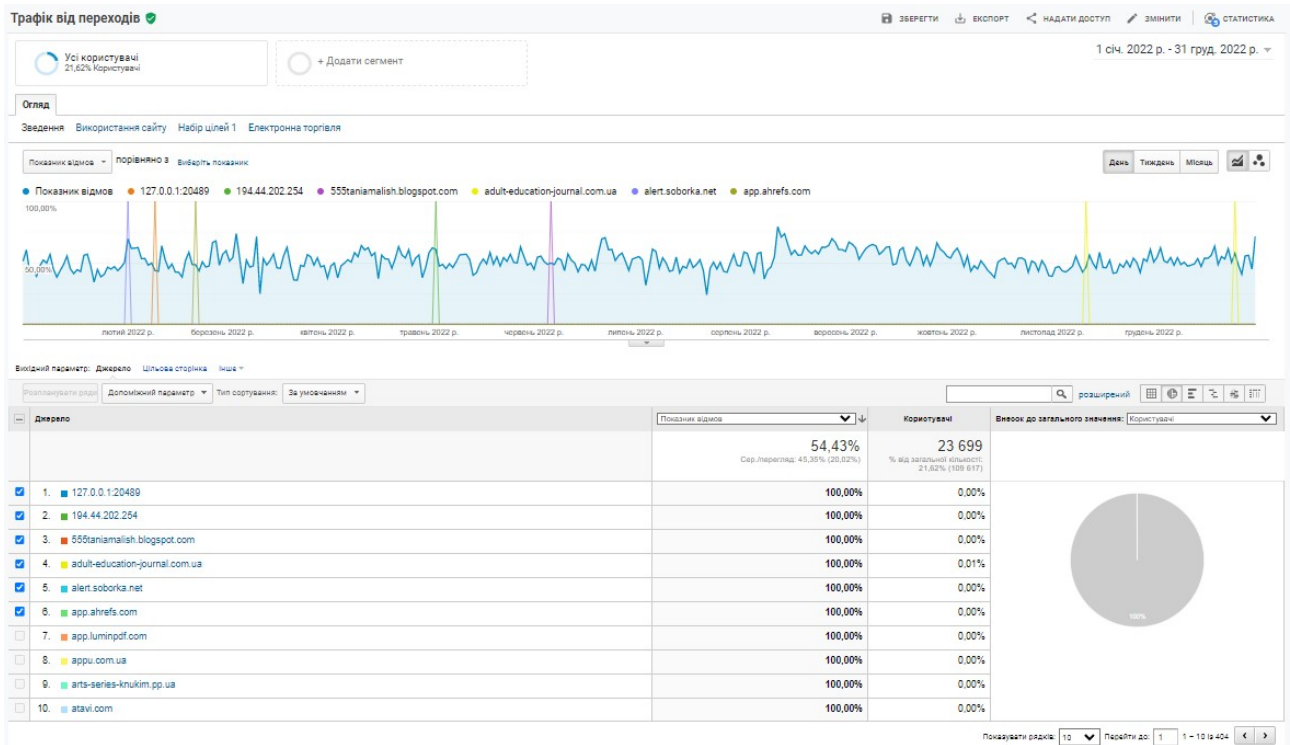 Трафік від переходів
ЗБЕРЕГТИ ЕКСПОРТ НАДАТИ ДОСТУП ЗМІНИТИ СТАТИСТИКА
Усі користувачі
21,62% Користувачі
+ Додати сегмент
1 січ. 2022 р. - 31 груд. 2022 р.
Огляд
Зведення Використання сайту Набір цілей 1 Електронна торгівля
Показник відмов порівняно з Виберіть показник
День Тиждень Місяць
Показник відмов 127.0.0.1:20489 194.44.202.254 555taniamalish.blogspot.com adult-education-journal.com.ua alert.soborka.net app.ahrefs.com
100,00%
50,00%
лютий 2022 р. березень 2022 р. квітень 2022 р. травень 2022 р. червень 2022 р. липень 2022 р. серпень 2022 р. вересень 2022 р. жовтень 2022 р. листопад 2022 р. грудень 2022 р.
Вихідний параметр: Джерело Цільова сторінка Інше
Розпланувати ряди Допоміжний параметр Тип сортування: За умовчанням
розширений
Джерело Показник відмов Користувачі Внесок до загального значення: Користувачі
54,43% 23 699
Сер./перегляд: 45,35% (20,02%) % від загальної кількості: 21,62% (109 617)
1. 127.0.0.1:20489 100,00% 0,00%
2. 194.44.202.254 100,00% 0,00%
3. 555taniamalish.blogspot.com 100,00% 0,00%
4. adult-education-journal.com.ua 100,00% 0,01%
5. alert.soborka.net 100,00% 0,00%
6. app.ahrefs.com 100,00% 0,00%
100%
7. app.luminpdf.com 100,00% 0,00%
8. appu.com.ua 100,00% 0,00%
9. arts-series-knukim.pp.ua 100,00% 0,00%
10. atavi.com 100,00% 0,00%
Показувати рядків: 10 Перейти до: 1 1 – 10 із 404